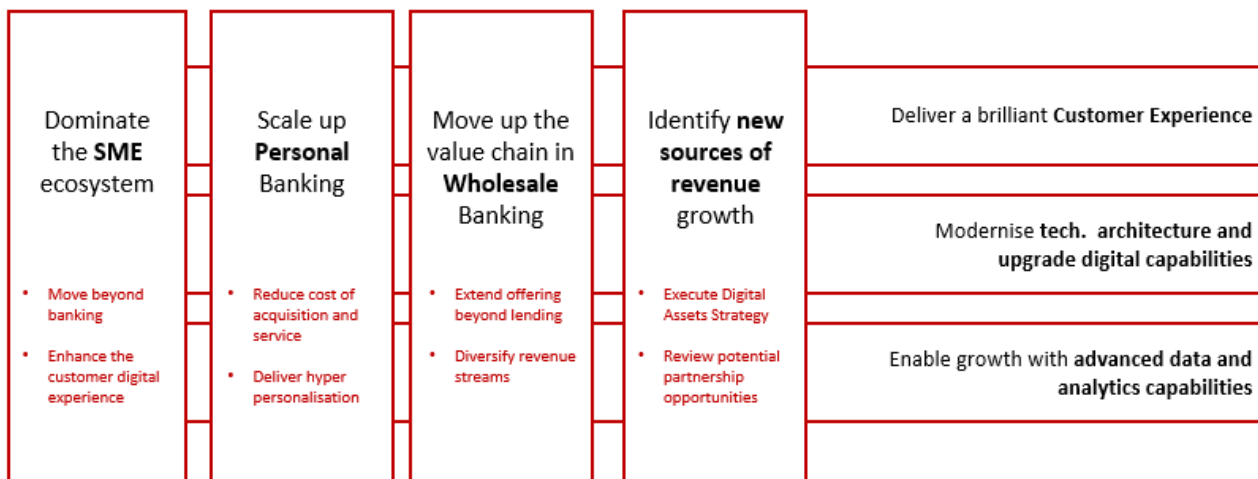 Dominate
the SME
ecosystem
• Move beyond
banking
• Enhance the
customer digital
experience
Scale up
Personal
Banking
• Reduce cost of
acquisition and
service
• Deliver hyper
personalisation
Move up the
value chain in
Wholesale
Banking
• Extend offering
beyond lending
• Diversify revenue
streams
Identify new
sources of
revenue
growth
• Execute Digital
Assets Strategy
• Review potential
partnership
opportunities
Deliver a brilliant Customer Experience
Modernise tech. architecture and
upgrade digital capabilities
Enable growth with advanced data and
analytics capabilities